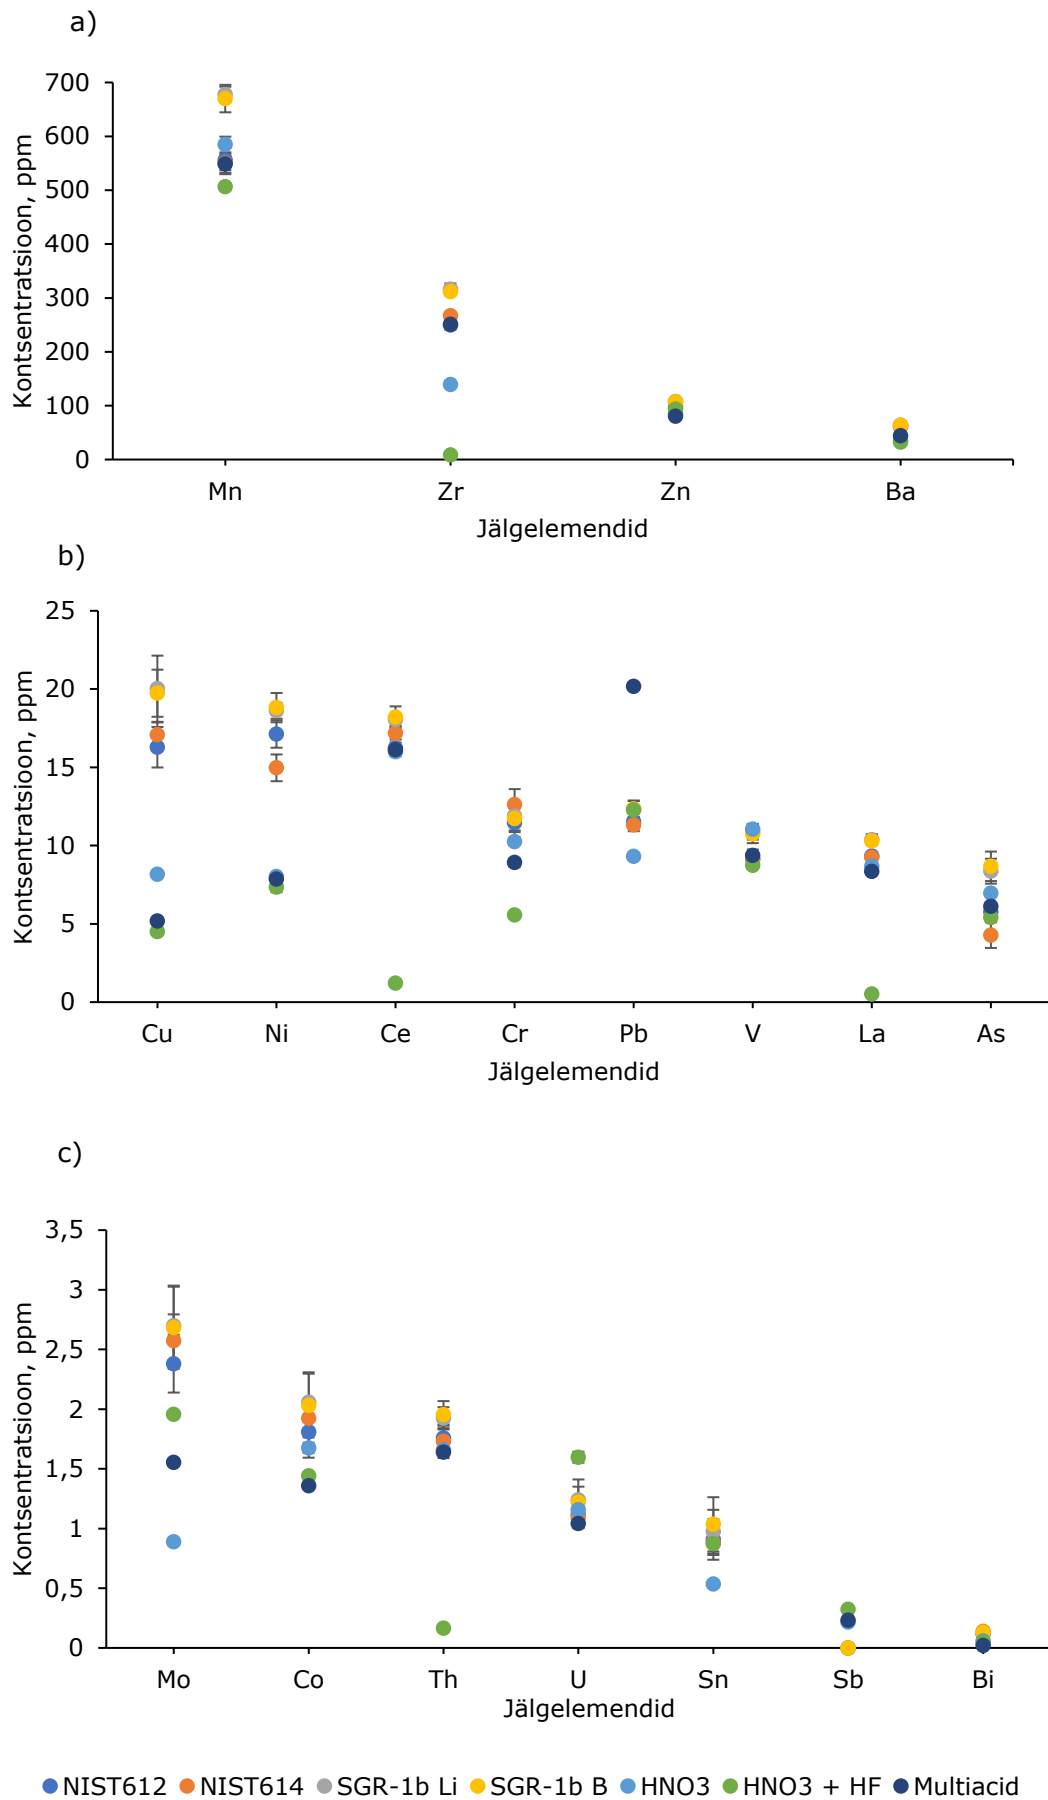 a)
700
600
500
400
300
200
100
0
Kontsentratsioon, ppm
Mn Zr Zn Ba
Jälgelemendid
b)
25
20
15
10
5
0
Kontsentratsioon, ppm
Cu Ni Ce Cr Pb V La As
Jälgelemendid
c)
3,5
3
2,5
2
1,5
1
0,5
0
Kontsentratsioon, ppm
Mo Co Th U Sn Sb Bi
Jälgelemendid
NIST612 NIST614 SGR-1b Li SGR-1b B HNO3 HNO3 + HF Multiacid